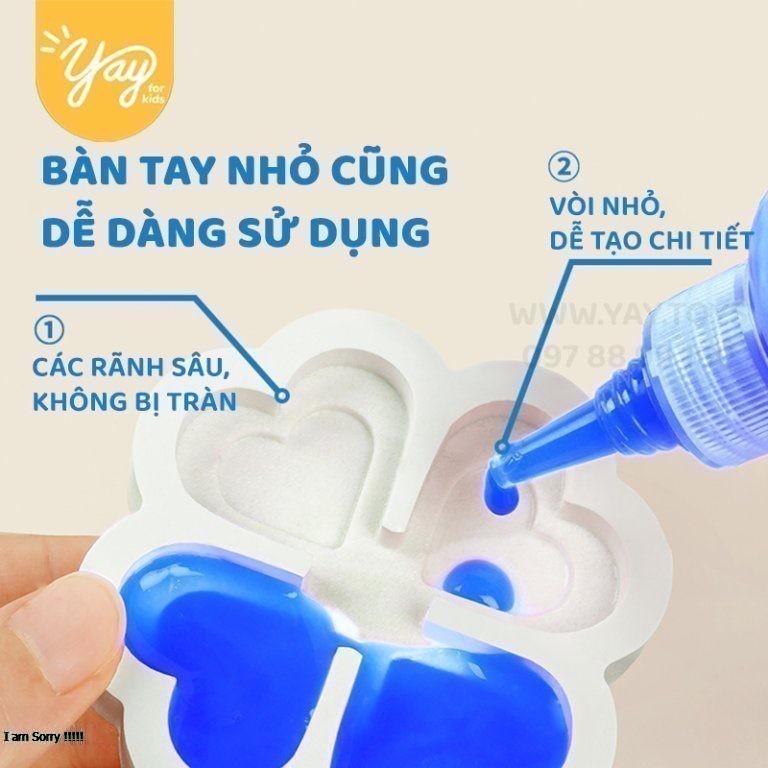 Yay
for
kids
BÀN TAY NHỎ CŨNG
DỄ DÀNG SỬ DỤNG
①
CÁC RÃNH SÂU,
KHÔNG BỊ TRÀN
②
VÒI NHỎ,
DỄ TẠO CHI TIẾT
I am Sorry !!!!!